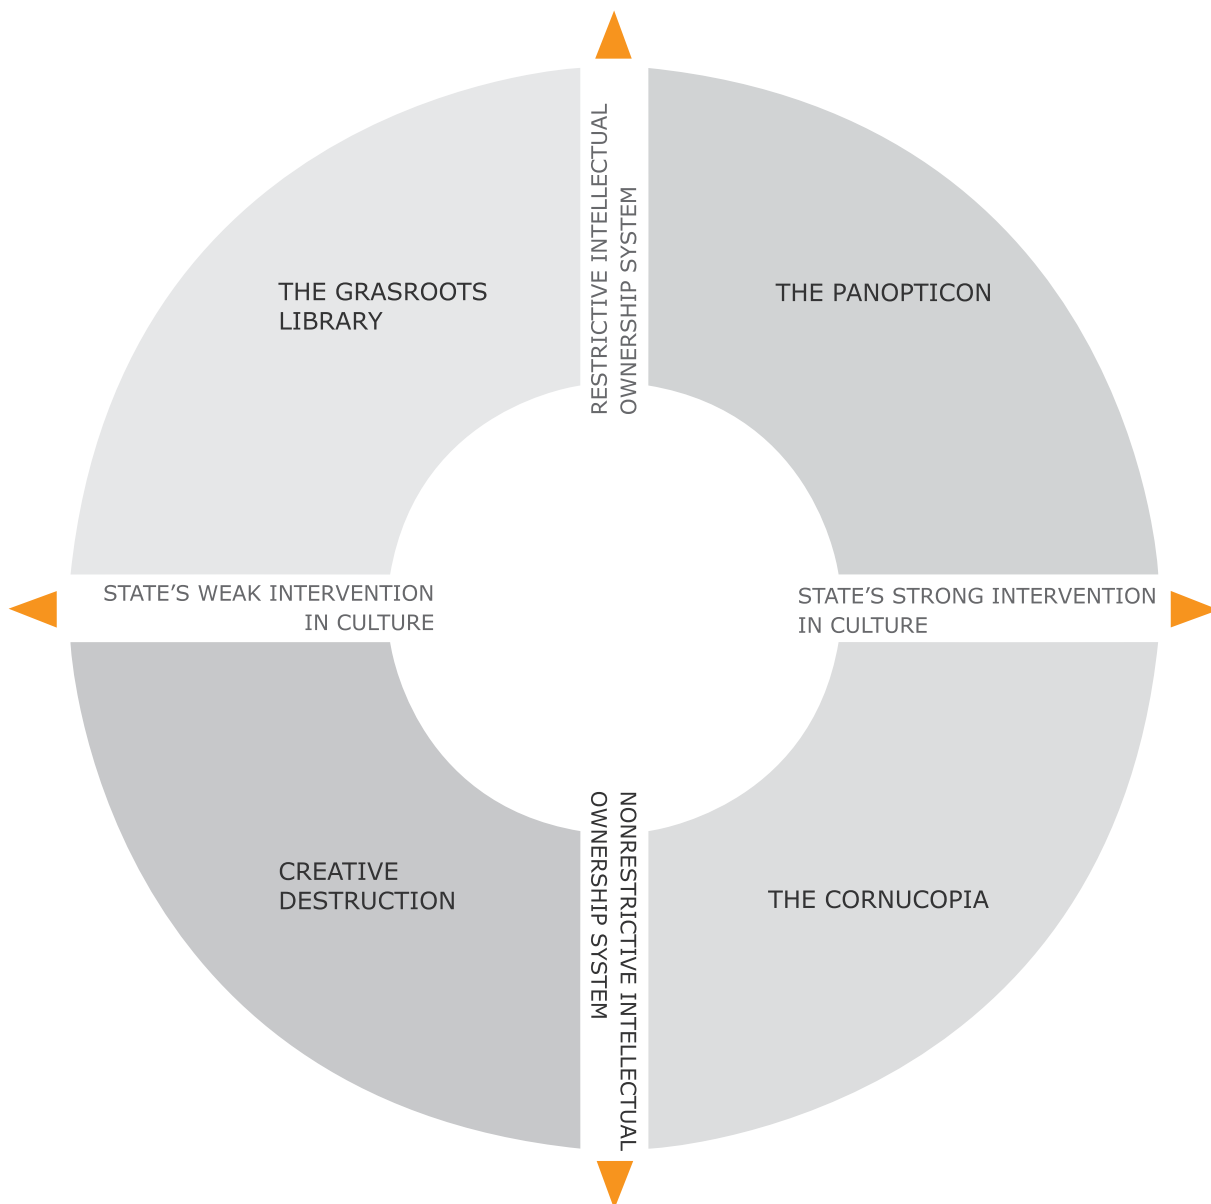 RESTRICTIVE INTELLECTUAL
OWNERSHIP SYSTEM
THE GRASROOTS
LIBRARY
THE PANOPTICON
STATE’S WEAK INTERVENTION
IN CULTURE
STATE’S STRONG INTERVENTION
IN CULTURE
CREATIVE
DESTRUCTION
THE CORNUCOPIA
NONRESTRICTIVE INTELLECTUAL
OWNERSHIP SYSTEM